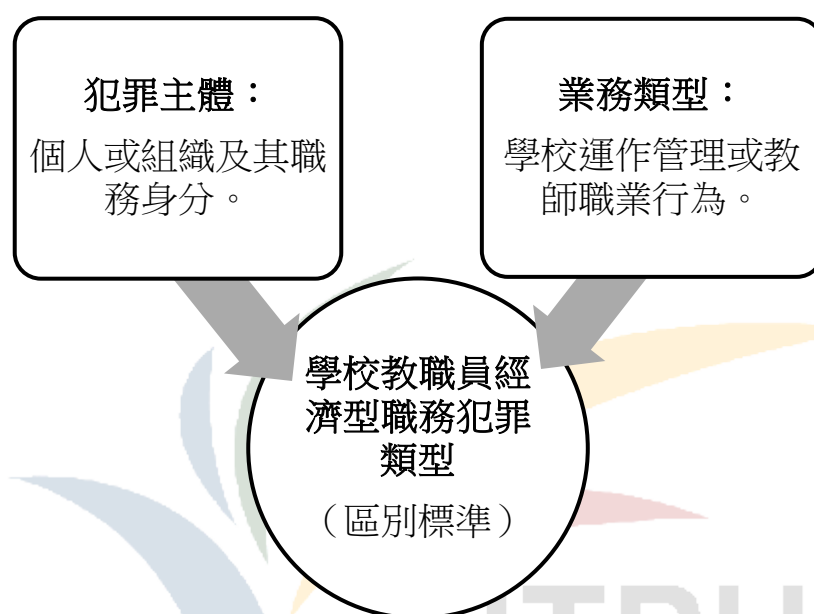 犯罪主體：
個人或組織及其職
務身分。
業務類型：
學校運作管理或教
師職業行為。
學校教職員經
濟型職務犯罪
類型
（區別標準）